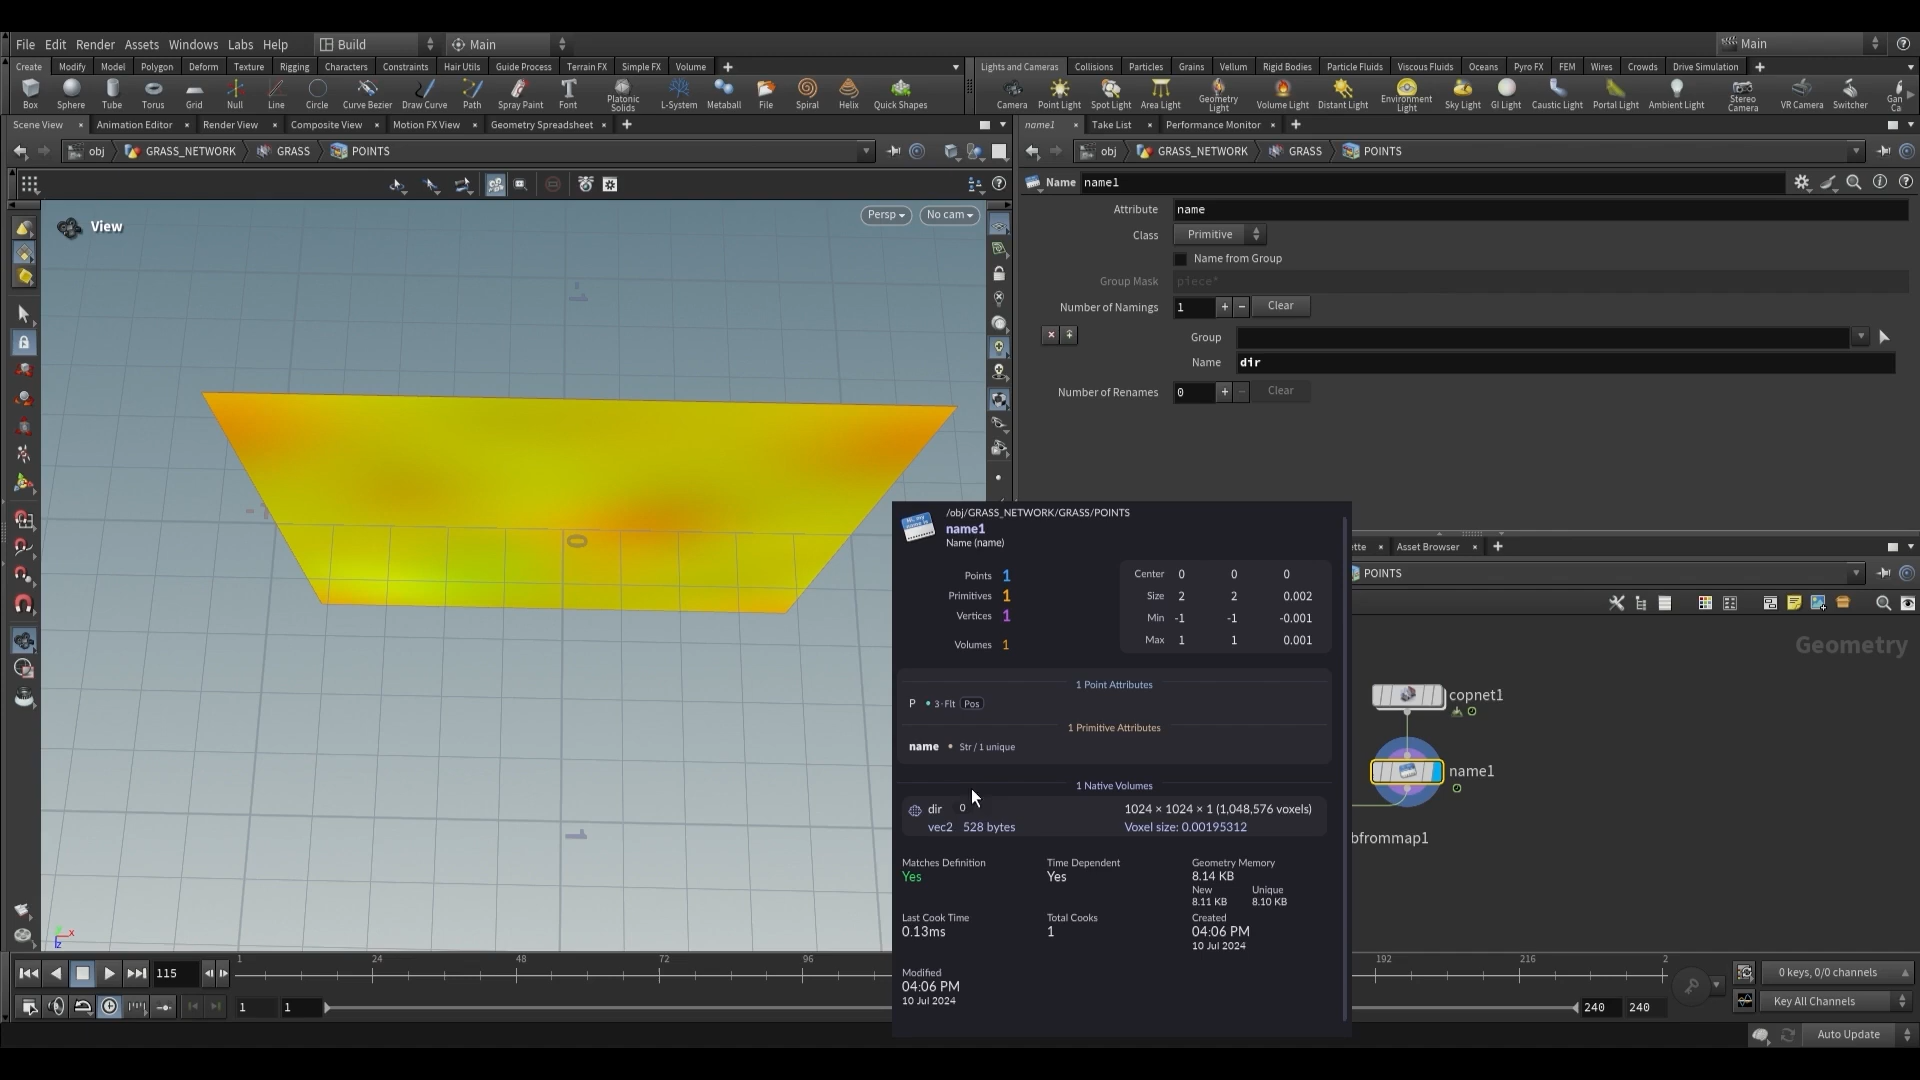 File Edit Render Assets Windows Labs Help Build Main Main
Create Modify Model Polygon Deform Texture Rigging Characters Constraints Hair Utils Guide Process Terrain FX Simple FX Volume
Lights and Cameras Collisions Particles Grains Vellum Rigid Bodies Particle Fluids Viscous Fluids Oceans Pyro FX FEM Wires Crowds Drive Simulation
Box Sphere Tube Torus Grid Null Line Circle Curve Bezier Draw Curve Path Spray Paint Font Platonic Solids L-System Metaball File Spiral Helix Quick Shapes
Camera Point Light Spot Light Area Light Geometry Light Volume Light Distant Light Environment Light Sky Light GI Light Caustic Light Portal Light Ambient Light Stereo Camera VR Camera Switcher
Scene View Animation Editor Render View Composite View Motion FX View Geometry Spreadsheet
name1 Take List Performance Monitor
obj GRASS_NETWORK GRASS POINTS
obj GRASS_NETWORK GRASS POINTS
Name name1
View Persp No cam
Attribute name
Class Primitive
Name from Group
Group Mask piece*
Number of Namings 1 + − Clear
Group
Name dir
Number of Renames 0 + − Clear
0
Asset Browser
POINTS
Geometry
copnet1
name1
bfrommap1
/obj/GRASS_NETWORK/GRASS/POINTS
name1
Name (name)
Points 1
Primitives 1
Vertices 1
Volumes 1
Center 0 0 0
Size 2 2 0.002
Min -1 -1 -0.001
Max 1 1 0.001
1 Point Attributes
P • 3-Flt Pos
1 Primitive Attributes
name • Str / 1 unique
1 Native Volumes
dir 0 1024 × 1024 × 1 (1,048,576 voxels)
vec2 528 bytes Voxel size: 0.00195312
Matches Definition Time Dependent Geometry Memory
Yes Yes 8.14 KB
New Unique
8.11 KB 8.10 KB
Last Cook Time Total Cooks Created
0.13ms 1 04:06 PM
10 Jul 2024
Modified
04:06 PM
10 Jul 2024
x
z
115 1 24 48 72 96 192 216 2
0 keys, 0/0 channels
1 1 240 240
Key All Channels
Auto Update